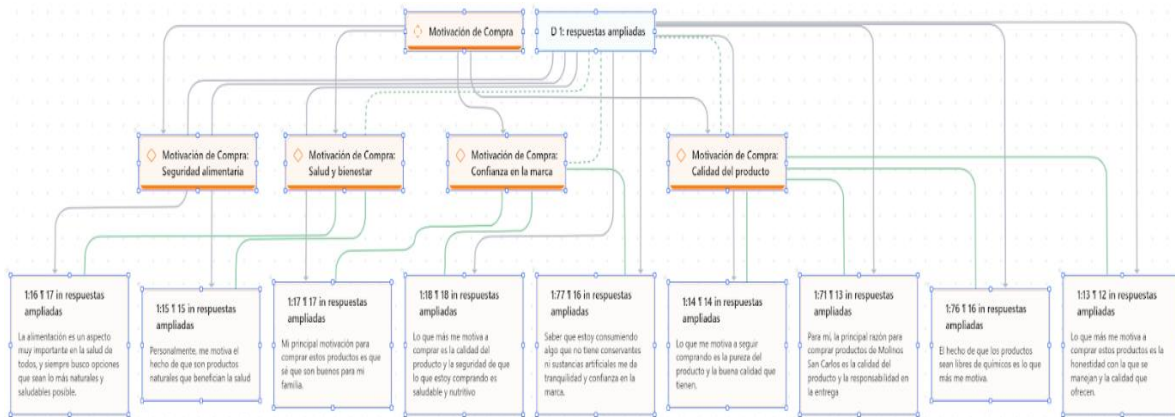 Motivación de Compra
D 1: respuestas ampliadas
Motivación de Compra:
Seguridad alimentaria
Motivación de Compra:
Salud y bienestar
Motivación de Compra:
Confianza en la marca
Motivación de Compra:
Calidad del producto
1:16 ¶ 17 in respuestas
ampliadas
La alimentación es un aspecto
muy importante en la salud de
todos, y siempre busco opciones
que sean lo más naturales y
saludables posible.
1:15 ¶ 15 in respuestas
ampliadas
Personalmente, me motiva el
hecho de que son productos
naturales que benefician la salud
1:17 ¶ 17 in respuestas
ampliadas
Mi principal motivación para
comprar estos productos es que
sé que son buenos para mi
familia.
1:18 ¶ 18 in respuestas
ampliadas
Lo que más me motiva a
comprar es la calidad del
producto y la seguridad de que
lo que estoy comprando es
saludable y nutritivo
1:77 ¶ 16 in respuestas
ampliadas
Saber que estoy consumiendo
algo que no tiene conservantes
ni sustancias artificiales me da
tranquilidad y confianza en la
marca.
1:14 ¶ 14 in respuestas
ampliadas
Lo que me motiva a seguir
comprando es la pureza del
producto y la buena calidad que
tienen.
1:71 ¶ 13 in respuestas
ampliadas
Para mí, la principal razón para
comprar productos de Molinos
San Carlos es la calidad del
producto y la responsabilidad en
la entrega
1:76 ¶ 16 in respuestas
ampliadas
El hecho de que los productos
sean libres de químicos es lo que
más me motiva.
1:13 ¶ 12 in respuestas
ampliadas
Lo que más me motiva a
comprar estos productos es la
honestidad con la que se
manejan y la calidad que
ofrecen.